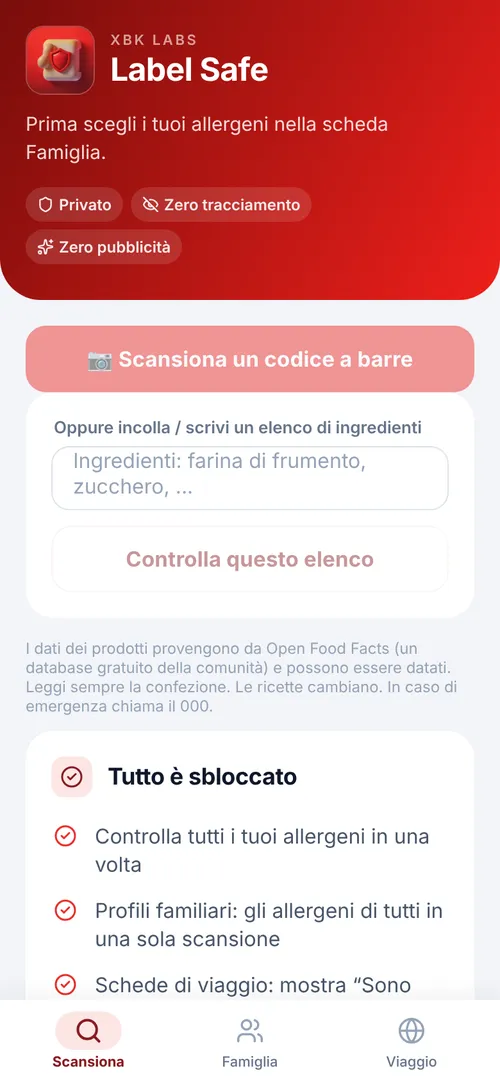 XBK LABS
Label Safe
Prima scegli i tuoi allergeni nella scheda
Famiglia.
Privato
Zero tracciamento
Zero pubblicità
Scansiona un codice a barre
Oppure incolla / scrivi un elenco di ingredienti
Ingredienti: farina di frumento,
zucchero, ...
Controlla questo elenco
I dati dei prodotti provengono da Open Food Facts (un
database gratuito della comunità) e possono essere datati.
Leggi sempre la confezione. Le ricette cambiano. In caso di
emergenza chiama il 000.
Tutto è sbloccato
Controlla tutti i tuoi allergeni in una
volta
Profili familiari: gli allergeni di tutti in
una sola scansione
Schede di viaggio: mostra “Sono
Scansiona
Famiglia
Viaggio